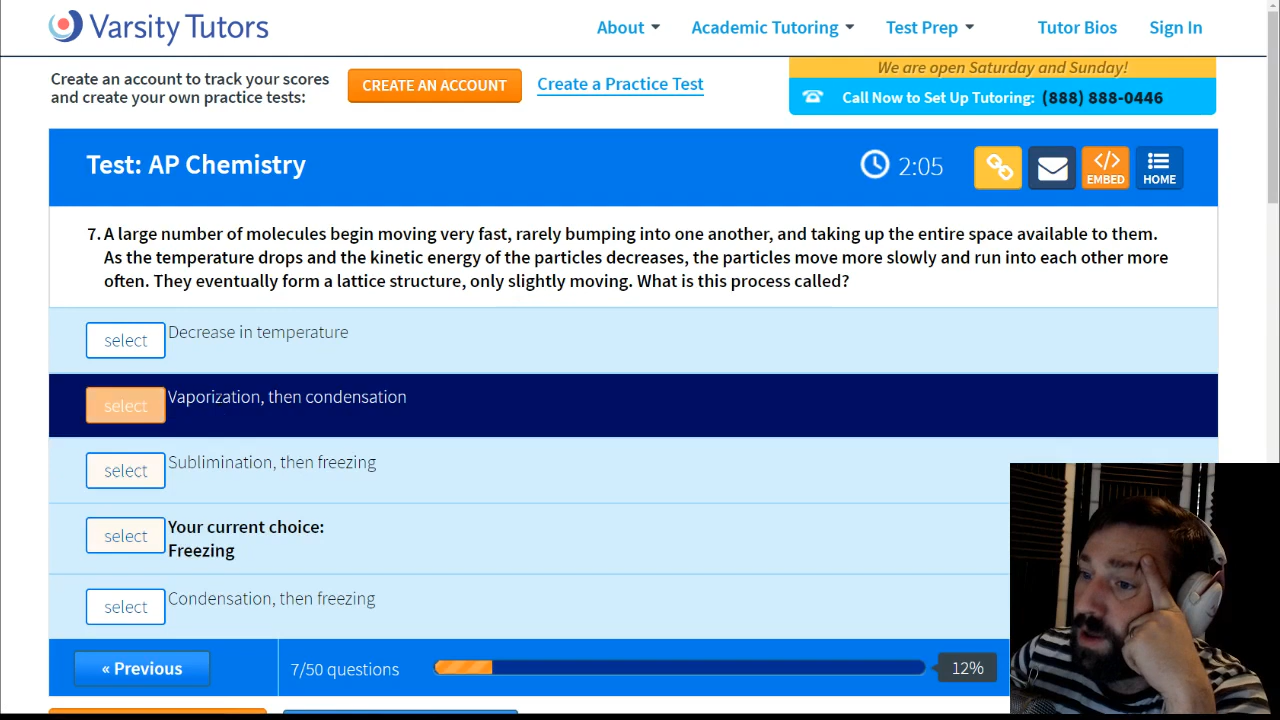 Varsity Tutors
About
Academic Tutoring
Test Prep
Tutor Bios
Sign In
Create an account to track your scores
and create your own practice tests:
CREATE AN ACCOUNT
Create a Practice Test
We are open Saturday and Sunday!
Call Now to Set Up Tutoring: (888) 888-0446
Test: AP Chemistry
2:05
EMBED
HOME
7. A large number of molecules begin moving very fast, rarely bumping into one another, and taking up the entire space available to them.
As the temperature drops and the kinetic energy of the particles decreases, the particles move more slowly and run into each other more
often. They eventually form a lattice structure, only slightly moving. What is this process called?
select Decrease in temperature
select Vaporization, then condensation
select Sublimination, then freezing
Your current choice:
select Freezing
select Condensation, then freezing
« Previous
7/50 questions
12%